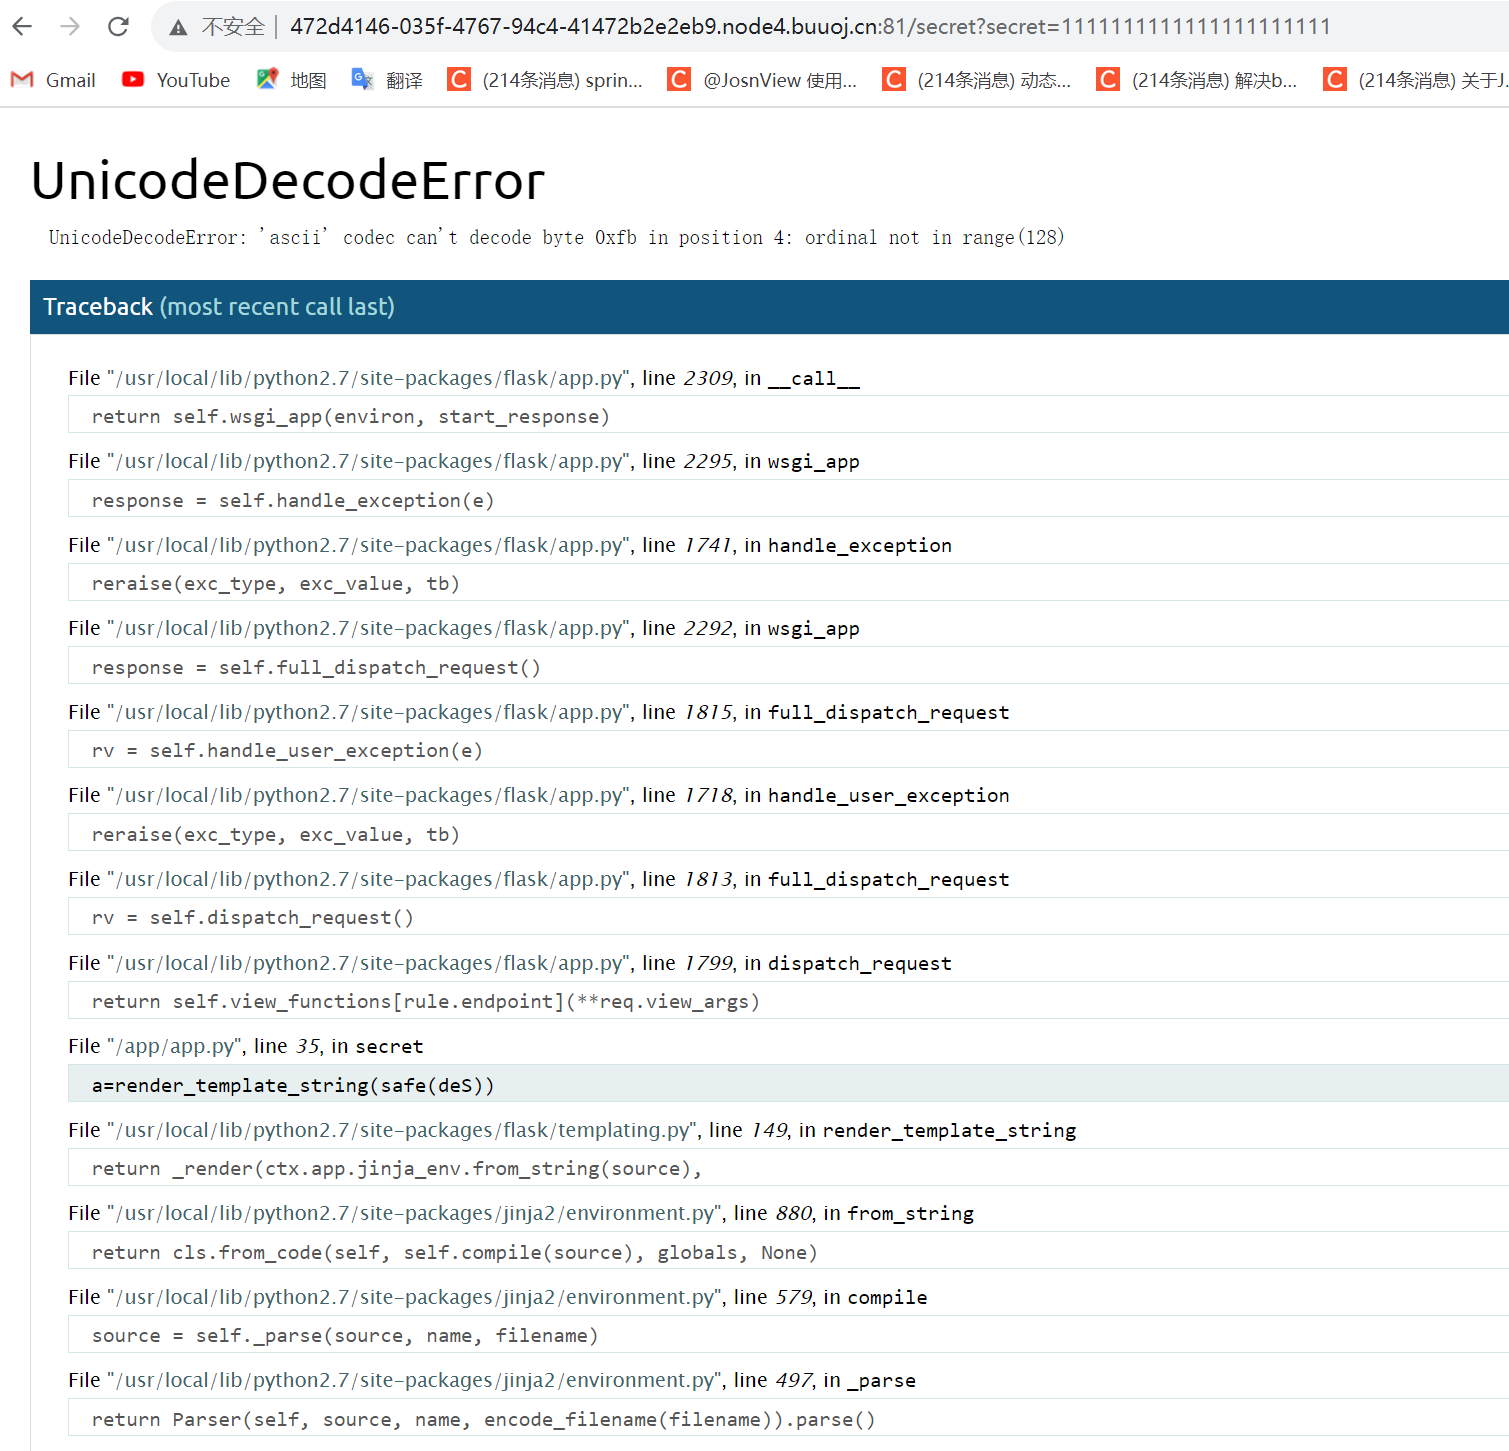 不安全 472d4146-035f-4767-94c4-41472b2e2eb9.node4.buuoj.cn:81/secret?secret=1111111111111111111111
Gmail YouTube 地图 翻译 (214条消息) sprin... @JosnView 使用... (214条消息) 动态... (214条消息) 解决b... (214条消息) 关于J.
UnicodeDecodeError
UnicodeDecodeError: 'ascii' codec can't decode byte 0xfb in position 4: ordinal not in range(128)
Traceback (most recent call last)
File "/usr/local/lib/python2.7/site-packages/flask/app.py", line 2309, in __call__
return self.wsgi_app(environ, start_response)
File "/usr/local/lib/python2.7/site-packages/flask/app.py", line 2295, in wsgi_app
response = self.handle_exception(e)
File "/usr/local/lib/python2.7/site-packages/flask/app.py", line 1741, in handle_exception
reraise(exc_type, exc_value, tb)
File "/usr/local/lib/python2.7/site-packages/flask/app.py", line 2292, in wsgi_app
response = self.full_dispatch_request()
File "/usr/local/lib/python2.7/site-packages/flask/app.py", line 1815, in full_dispatch_request
rv = self.handle_user_exception(e)
File "/usr/local/lib/python2.7/site-packages/flask/app.py", line 1718, in handle_user_exception
reraise(exc_type, exc_value, tb)
File "/usr/local/lib/python2.7/site-packages/flask/app.py", line 1813, in full_dispatch_request
rv = self.dispatch_request()
File "/usr/local/lib/python2.7/site-packages/flask/app.py", line 1799, in dispatch_request
return self.view_functions[rule.endpoint](**req.view_args)
File "/app/app.py", line 35, in secret
a=render_template_string(safe(deS))
File "/usr/local/lib/python2.7/site-packages/flask/templating.py", line 149, in render_template_string
return _render(ctx.app.jinja_env.from_string(source),
File "/usr/local/lib/python2.7/site-packages/jinja2/environment.py", line 880, in from_string
return cls.from_code(self, self.compile(source), globals, None)
File "/usr/local/lib/python2.7/site-packages/jinja2/environment.py", line 579, in compile
source = self._parse(source, name, filename)
File "/usr/local/lib/python2.7/site-packages/jinja2/environment.py", line 497, in _parse
return Parser(self, source, name, encode_filename(filename)).parse()